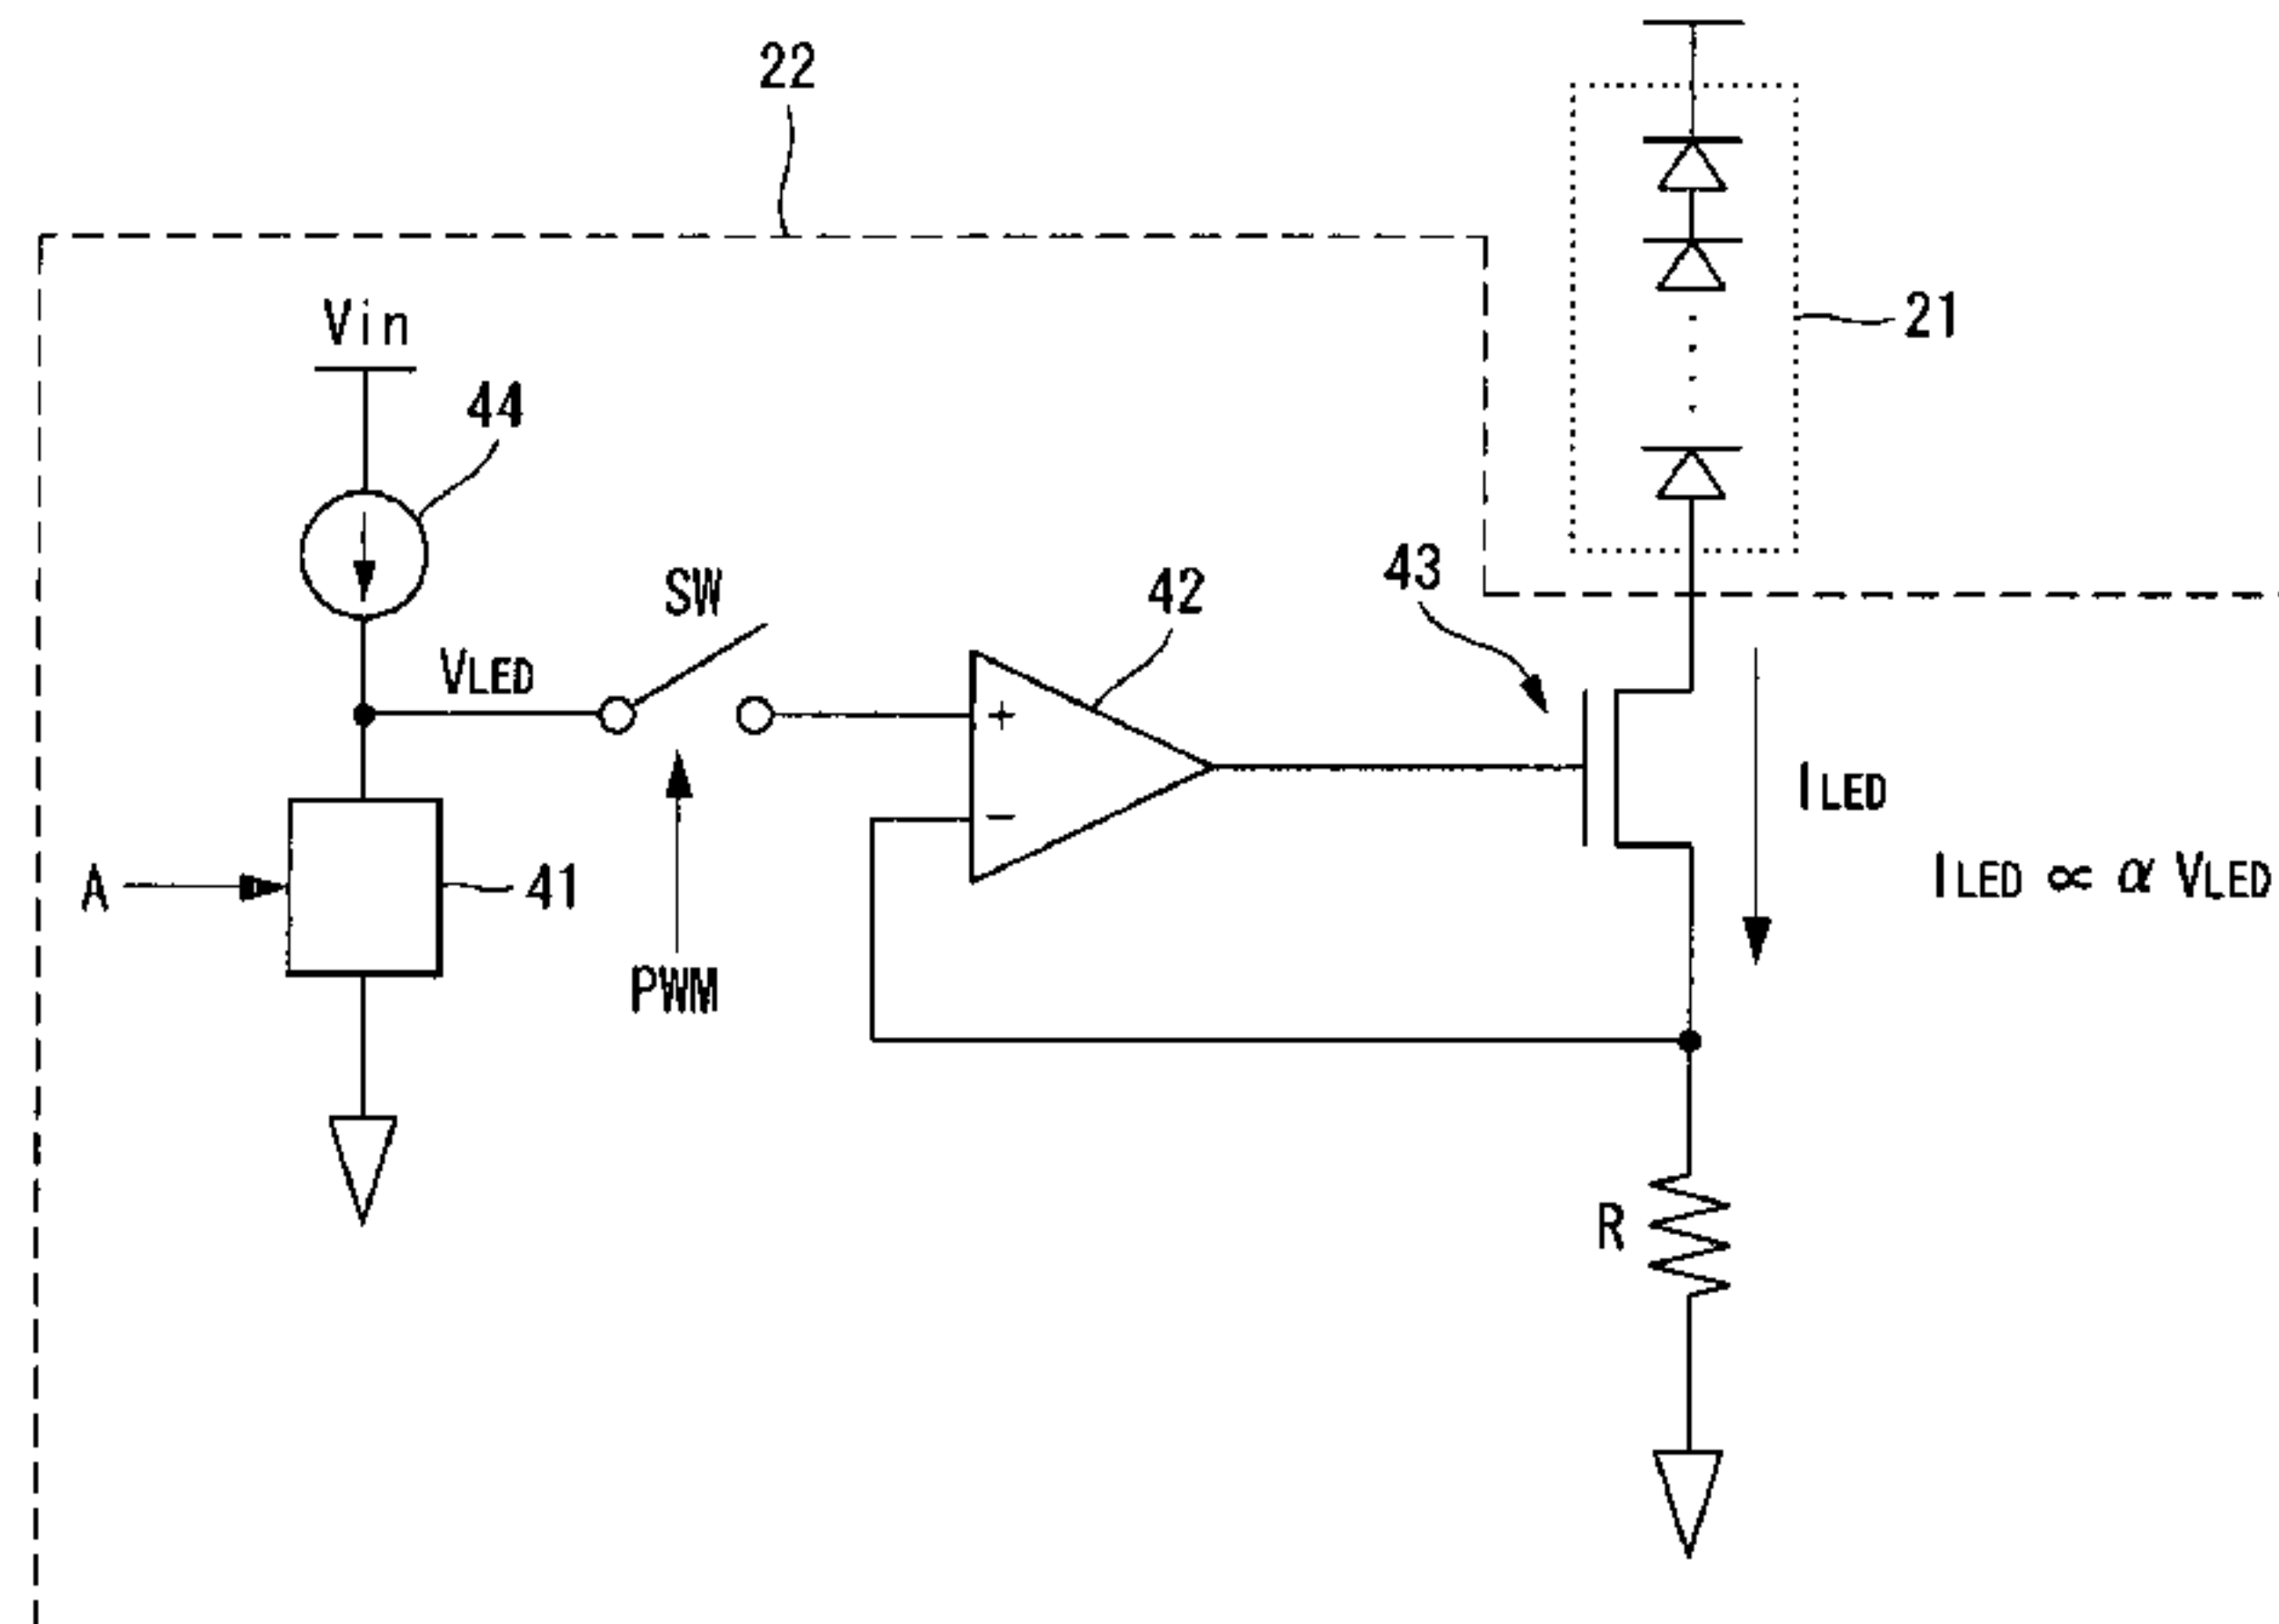 22
21
Vin
44
SW
42
43
VLED
+
−
ILED
A
41
PWM
ILED ∝ α VLED
R